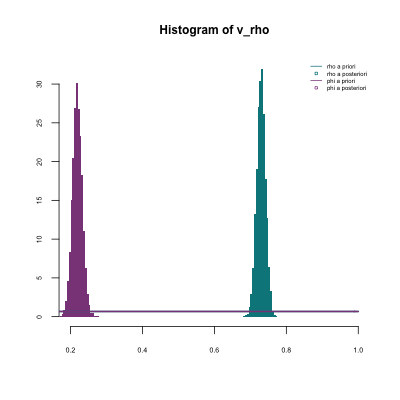 Histogram of v_rho
rho a priori
rho a posteriori
phi a priori
phi a posteriori
30
25
20
15
10
5
0
0.2 0.4 0.6 0.8 1.0